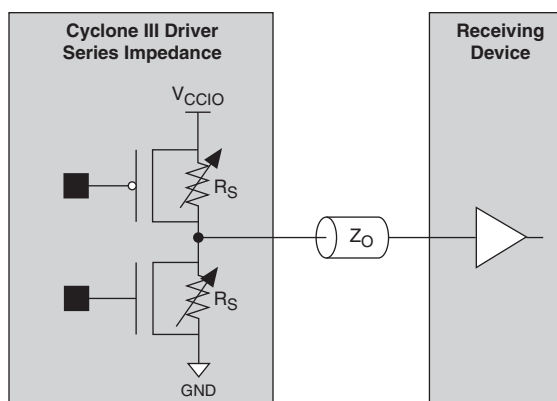 Cyclone III Driver
Series Impedance
Receiving
Device
VCCIO
RS
ZO
RS
GND